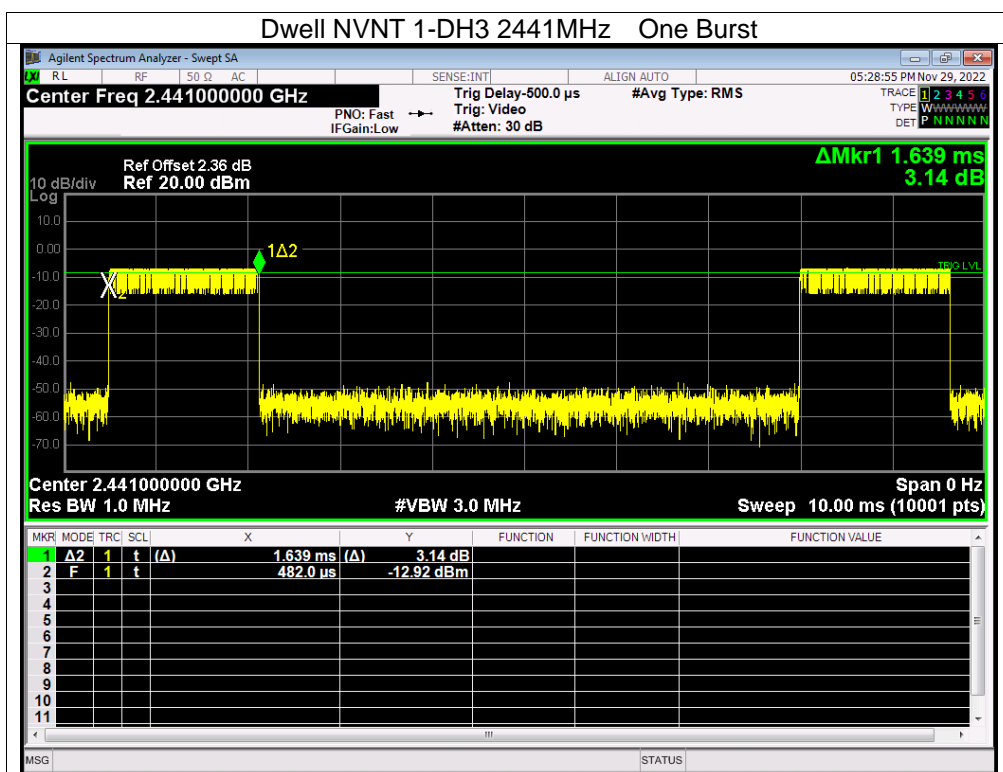 Dwell NVNT 1-DH3 2441MHz One Burst
Agilent Spectrum Analyzer - Swept SA
LXI RL RF 50 Ω AC SENSE:INT ALIGN AUTO 05:28:55 PM Nov 29, 2022
Center Freq 2.441000000 GHz
PNO: Fast
IFGain:Low
Trig Delay-500.0 µs
Trig: Video
#Atten: 30 dB
#Avg Type: RMS
TRACE 1 2 3 4 5 6
TYPE WWWWWWW
DET P N N N N N
ΔMkr1 1.639 ms
3.14 dB
Ref Offset 2.36 dB
10 dB/div Ref 20.00 dBm
Log
10.0
0.00
-10.0
-20.0
-30.0
-40.0
-50.0
-60.0
-70.0
1Δ2
X2
TRIG LVL
Center 2.441000000 GHz Span 0 Hz
Res BW 1.0 MHz #VBW 3.0 MHz Sweep 10.00 ms (10001 pts)
MKR MODE TRC SCL X Y FUNCTION FUNCTION WIDTH FUNCTION VALUE
1 Δ2 1 t (Δ) 1.639 ms (Δ) 3.14 dB
2 F 1 t 482.0 µs -12.92 dBm
3
4
5
6
7
8
9
10
11
MSG STATUS